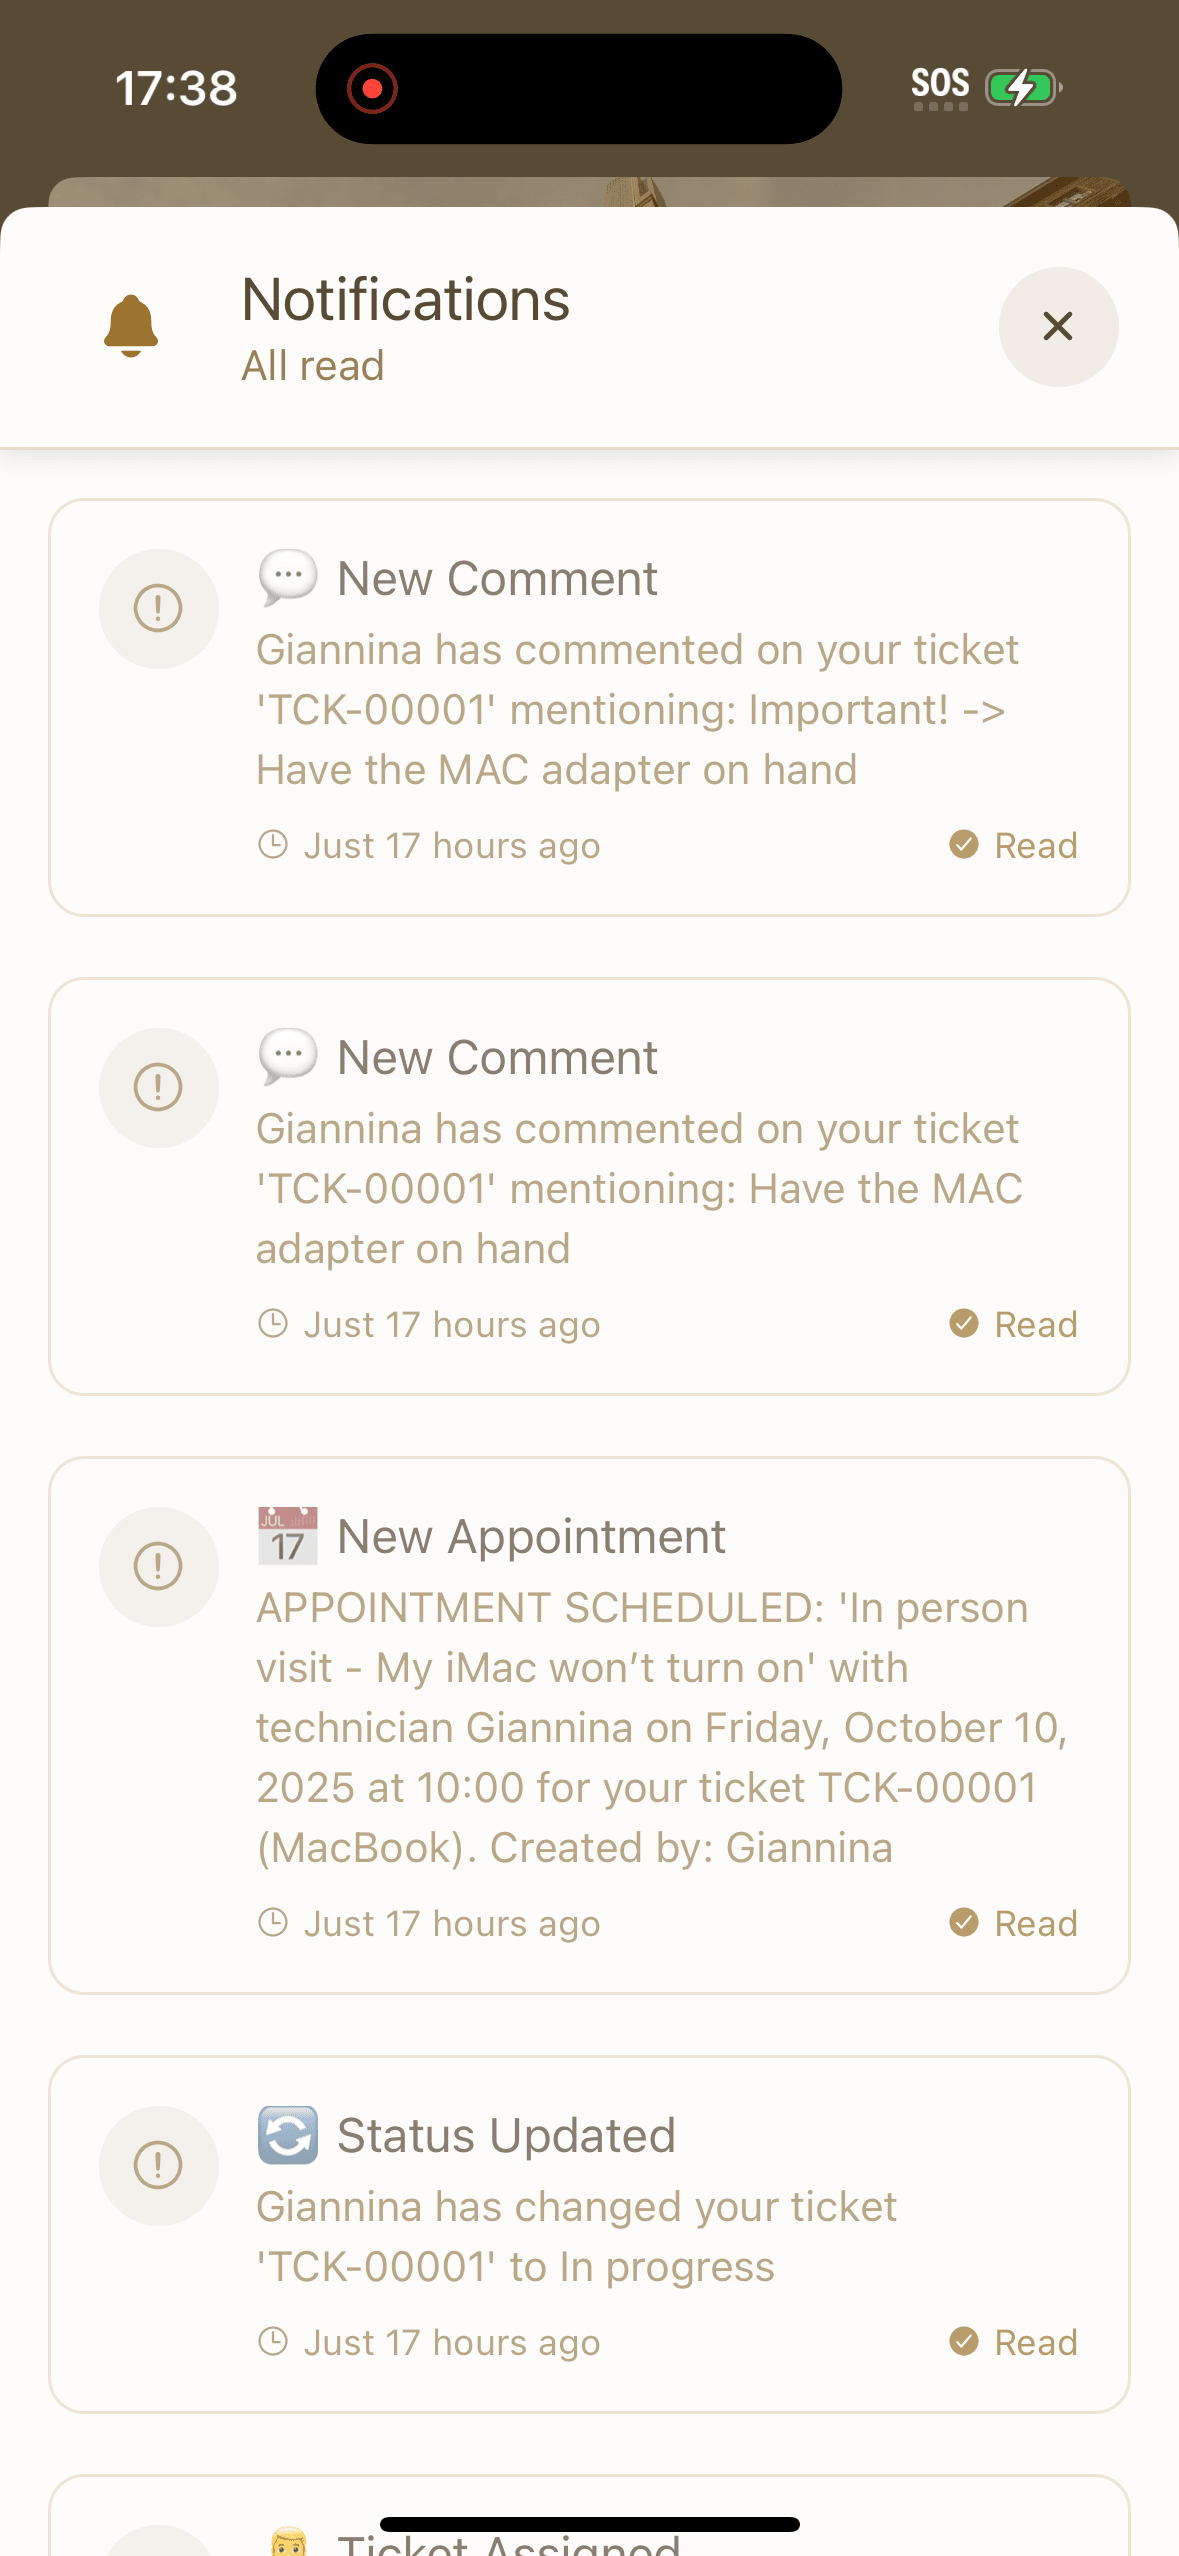 17:38
SOS
Notifications
All read
New Comment
Giannina has commented on your ticket
'TCK-00001' mentioning: Important! ->
Have the MAC adapter on hand
Just 17 hours ago
Read
New Comment
Giannina has commented on your ticket
'TCK-00001' mentioning: Have the MAC
adapter on hand
Just 17 hours ago
Read
JUL
17
New Appointment
APPOINTMENT SCHEDULED: 'In person
visit - My iMac won’t turn on' with
technician Giannina on Friday, October 10,
2025 at 10:00 for your ticket TCK-00001
(MacBook). Created by: Giannina
Just 17 hours ago
Read
Status Updated
Giannina has changed your ticket
'TCK-00001' to In progress
Just 17 hours ago
Read
Ticket Assigned